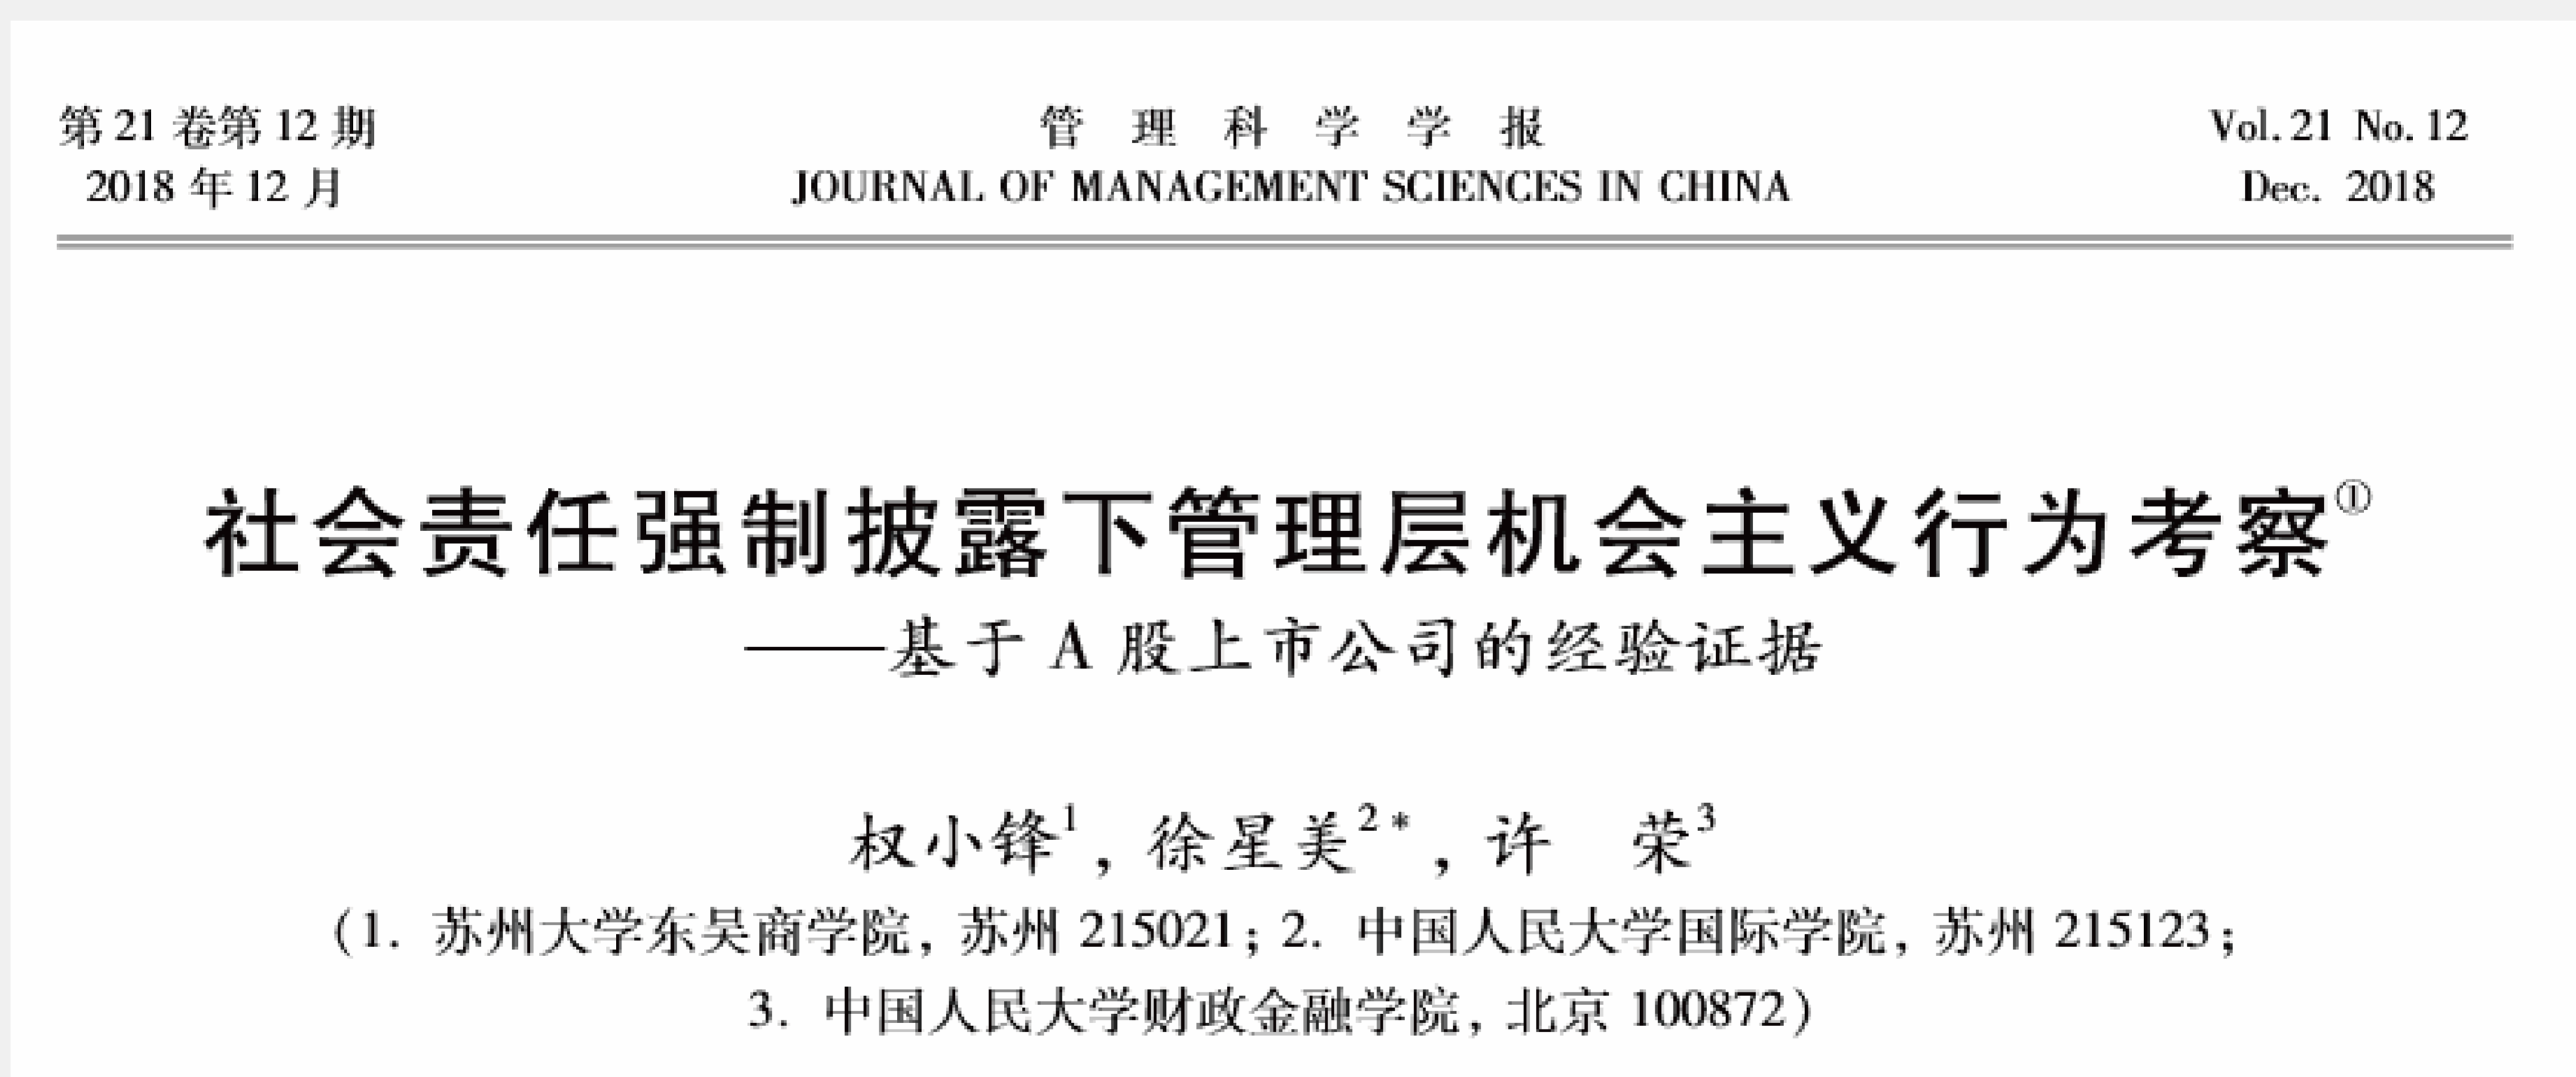 第21卷第12期
管理科学学报
Vol.21 No.12
2018年12月
JOURNAL OF MANAGEMENT SCIENCES IN CHINA
Dec. 2018
社会责任强制披露下管理层机会主义行为考察①
——基于A股上市公司的经验证据
权小锋1, 徐星美2*, 许 荣3
(1. 苏州大学东吴商学院, 苏州 215021; 2. 中国人民大学国际学院, 苏州 215123;
3. 中国人民大学财政金融学院, 北京 100872)